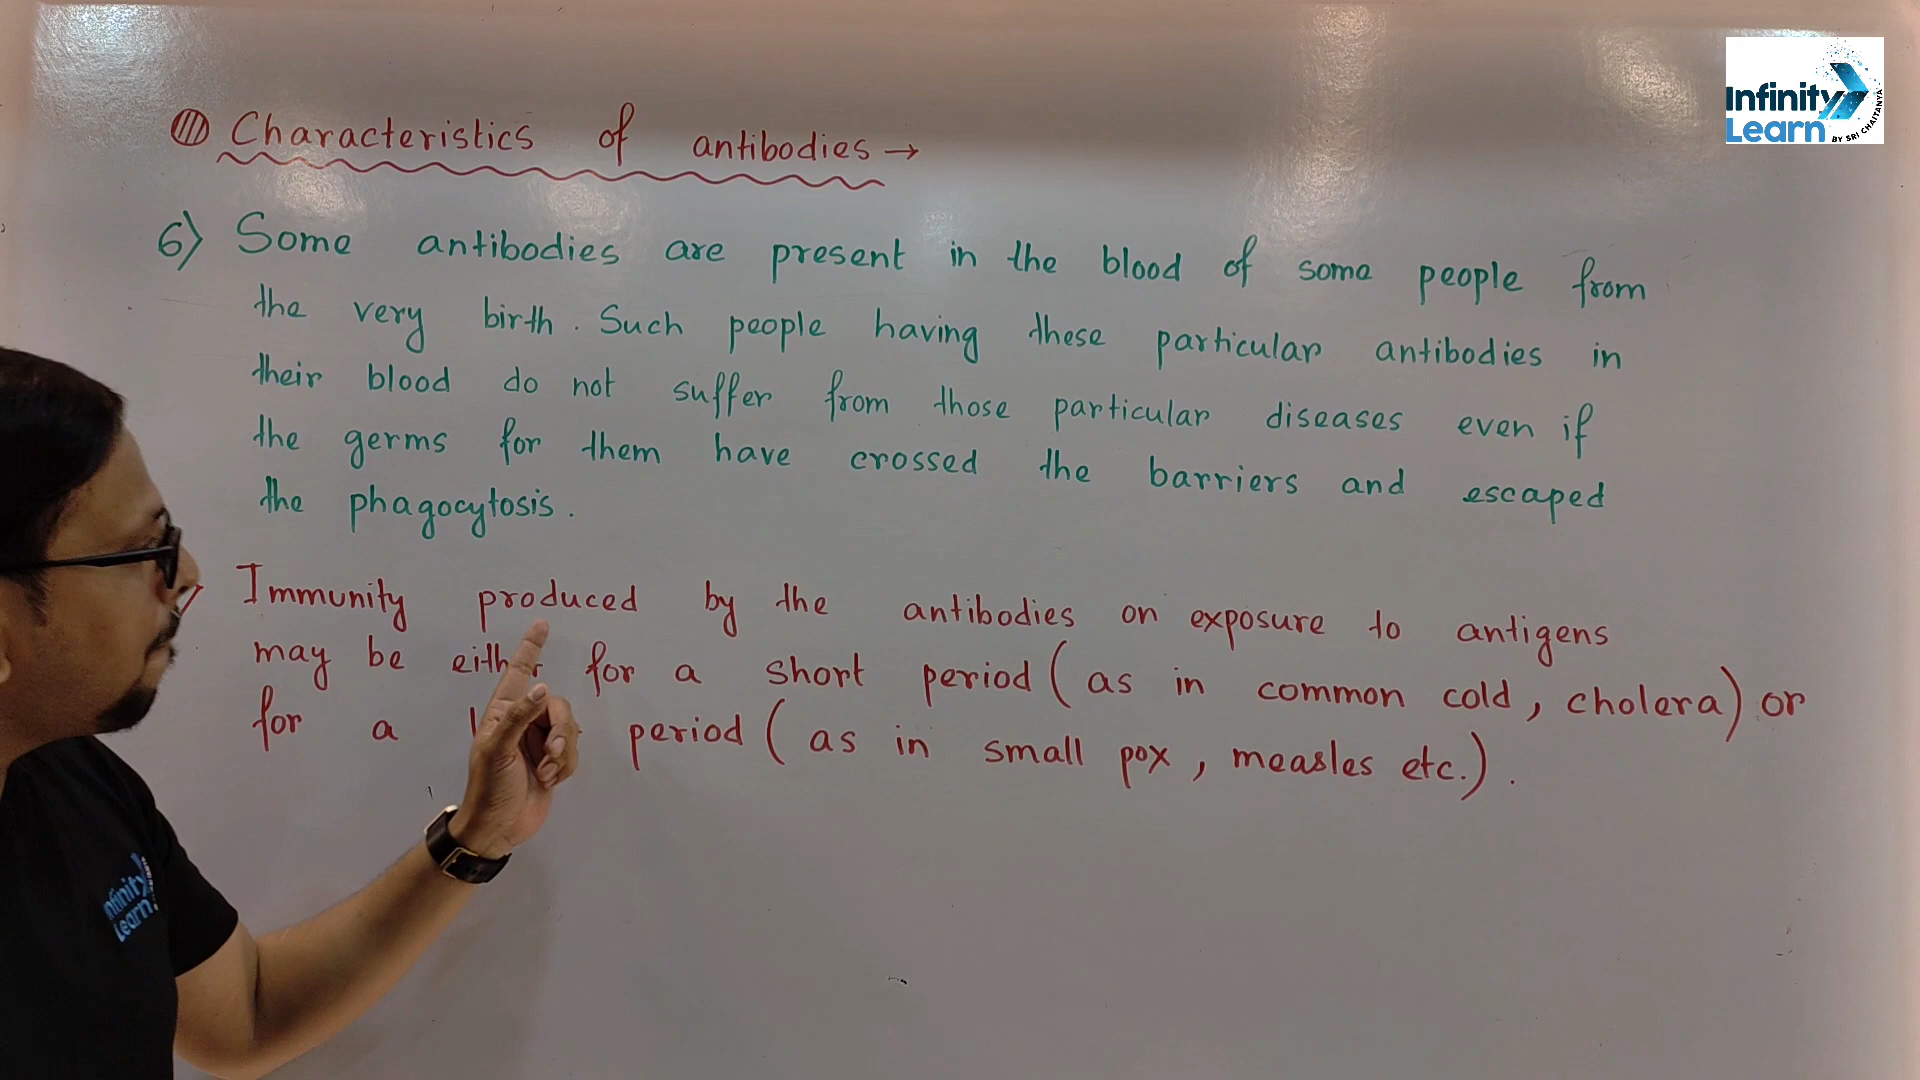 Infinity
Learn
BY SRI CHAITANYA
Characteristics of antibodies →
6) Some antibodies are present in the blood of some people from
the very birth. Such people having these particular antibodies in
their blood do not suffer from those particular diseases even if
the germs for them have crossed the barriers and escaped
the phagocytosis.
Immunity produced by the antibodies on exposure to antigens
may be either for a short period (as in common cold, cholera) or
for a period (as in small pox, measles etc.).
Infinity
Learn